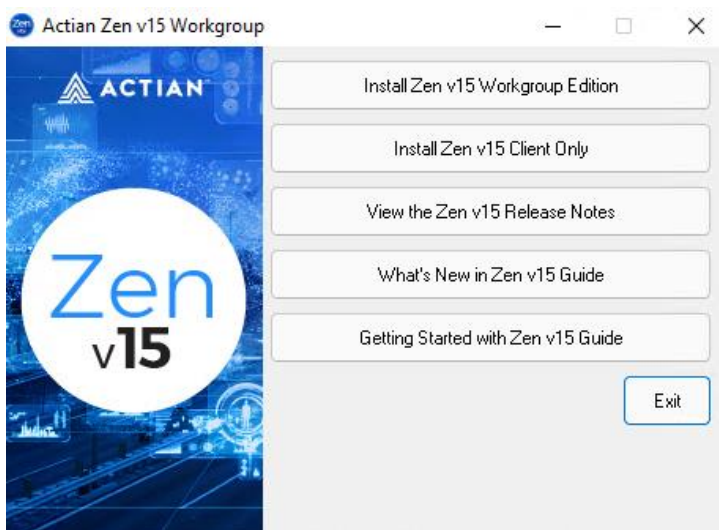 Actian Zen v15 Workgroup
ACTIAN
Zen
v15
Install Zen v15 Workgroup Edition
Install Zen v15 Client Only
View the Zen v15 Release Notes
What's New in Zen v15 Guide
Getting Started with Zen v15 Guide
Exit